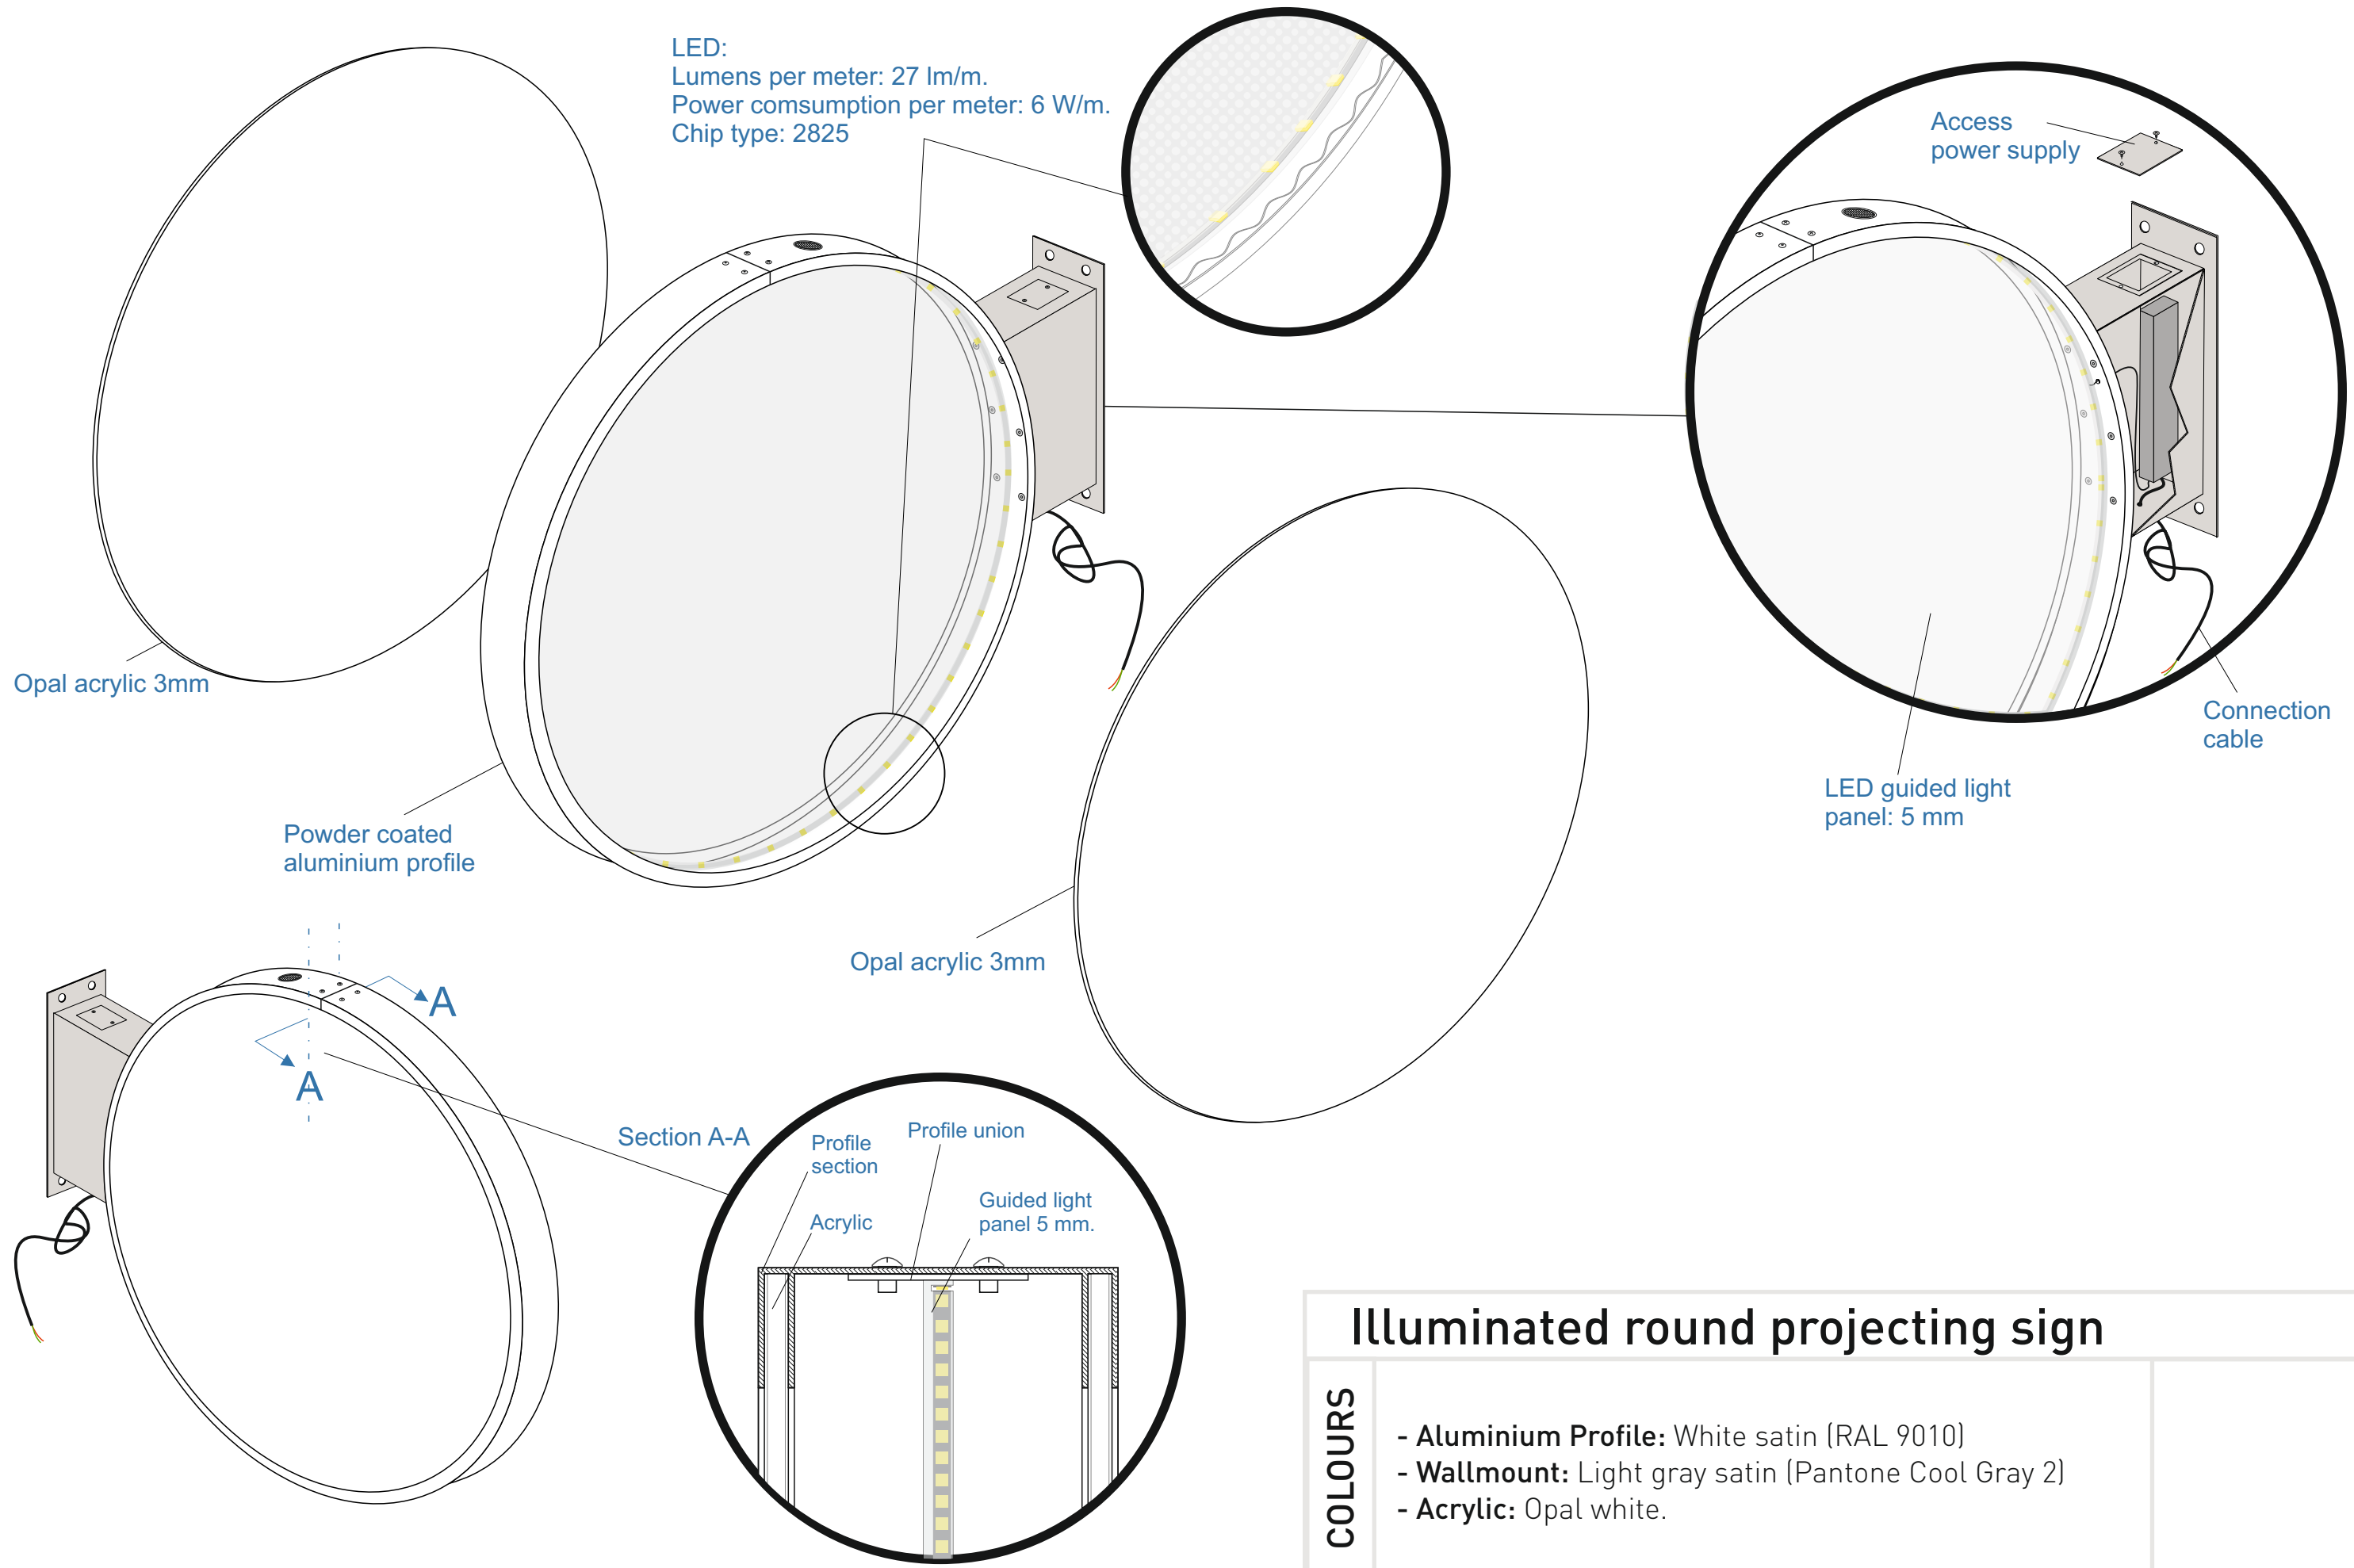 LED:
Lumens per meter: 27 lm/m.
Power comsumption per meter: 6 W/m.
Chip type: 2825
Access
power supply
Opal acrylic 3mm
Connection
cable
LED guided light
panel: 5 mm
Powder coated
aluminium profile
Opal acrylic 3mm
A
A
Section A-A
Profile
section
Profile union
Guided light
panel 5 mm.
Acrylic
Illuminated round projecting sign
COLOURS
- Aluminium Profile: White satin (RAL 9010)
- Wallmount: Light gray satin (Pantone Cool Gray 2)
- Acrylic: Opal white.